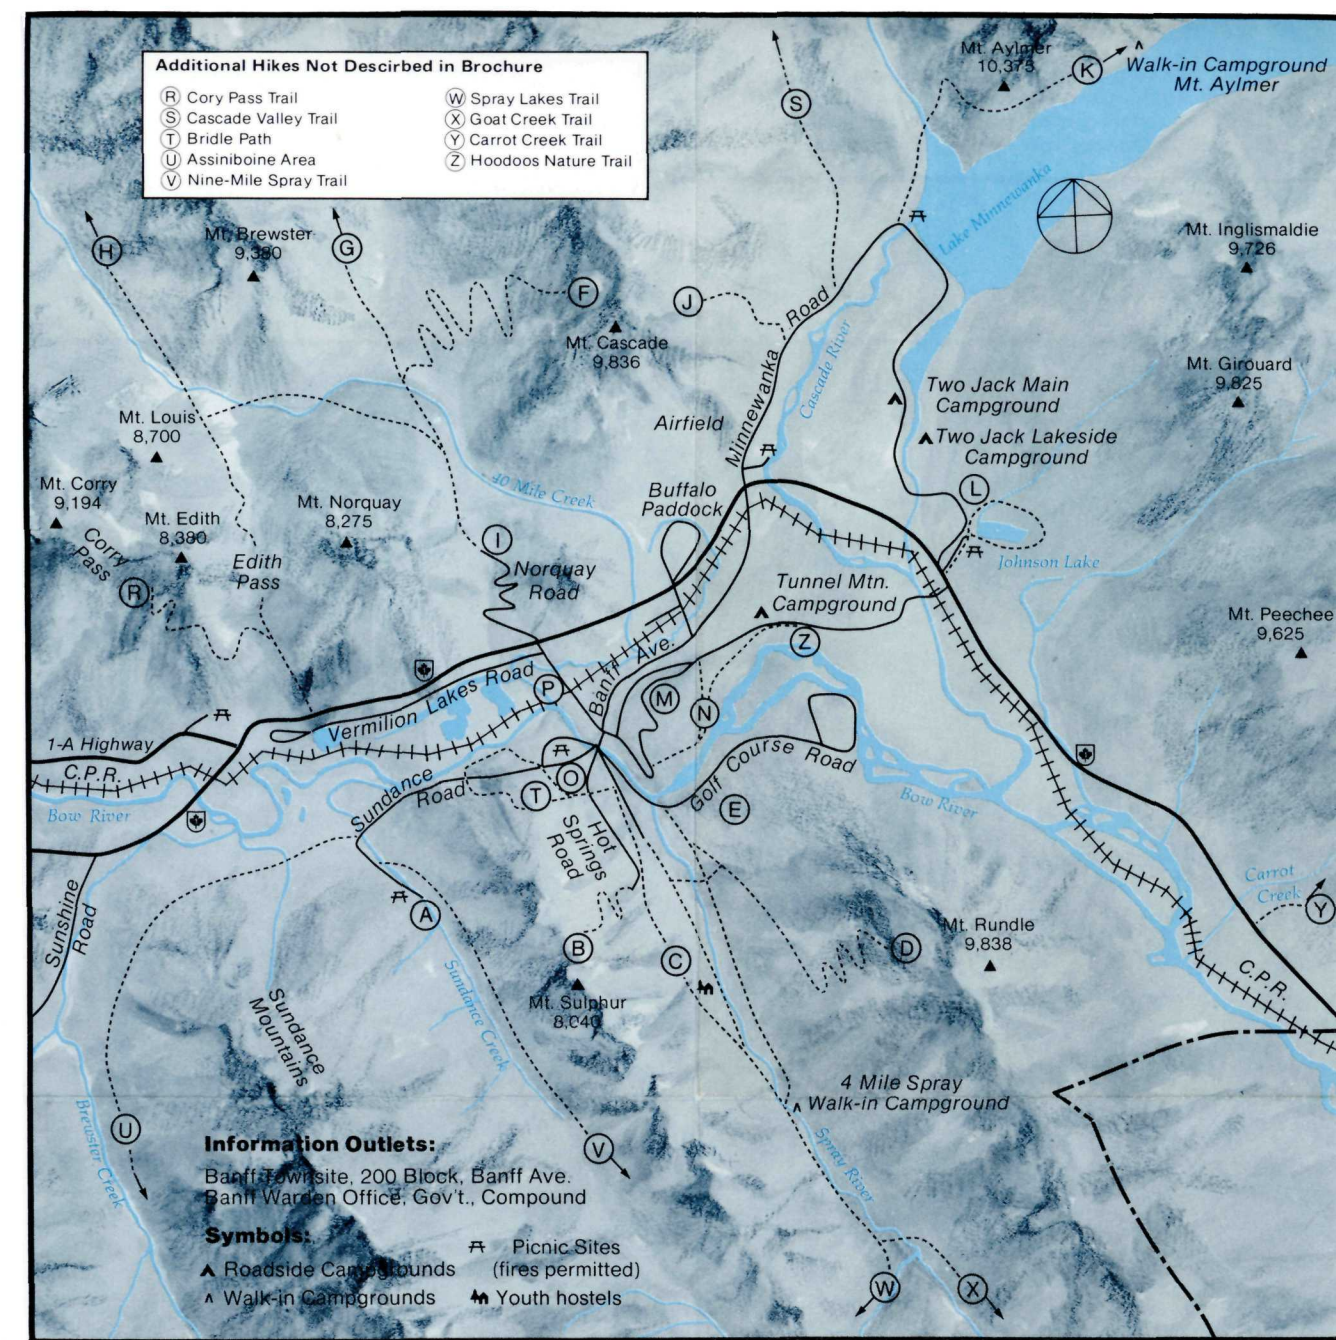 Additional Hikes Not Descirbed in Brochure
R Cory Pass Trail
S Cascade Valley Trail
T Bridle Path
U Assiniboine Area
V Nine-Mile Spray Trail
W Spray Lakes Trail
X Goat Creek Trail
Y Carrot Creek Trail
Z Hoodoos Nature Trail
Mt. Aylmer
10,375
K
Walk-in Campground
Mt. Aylmer
S
H
Mt. Brewster
9,380
G
Lake Minnewanka
Mt. Inglismaldie
9,726
F
J
Mt. Cascade
9,836
Minnewanka Road
Cascade River
Mt. Girouard
9,825
Two Jack Main
Campground
Two Jack Lakeside
Campground
Airfield
Mt. Louis
8,700
Mt. Corry
9,194
Mt. Edith
8,380
Mt. Norquay
8,275
40 Mile Creek
Buffalo
Paddock
L
Johnson Lake
Corry
Pass
R
Edith
Pass
I
Norquay
Road
Tunnel Mtn.
Campground
Z
Mt. Peechee
9,625
Vermilion Lakes Road
P
Banff Ave.
M
N
1-A Highway
C.P.R.
Bow River
Sundance
Road
T
O
Golf Course Road
E
Bow River
Hot
Springs
Road
Sunshine
Road
A
B
C
D
Mt. Rundle
9,838
Carrot
Creek
Y
C.P.R.
Mt. Sulphur
8,040
Sundance
Mountains
Sundance Creek
4 Mile Spray
Walk-in Campground
U
V
Brewster Creek
Spray River
W
X
Information Outlets:
Banff Townsite, 200 Block, Banff Ave.
Banff Warden Office, Gov't., Compound
Symbols:
Roadside Campgrounds
Walk-in Campgrounds
Picnic Sites
(fires permitted)
Youth hostels